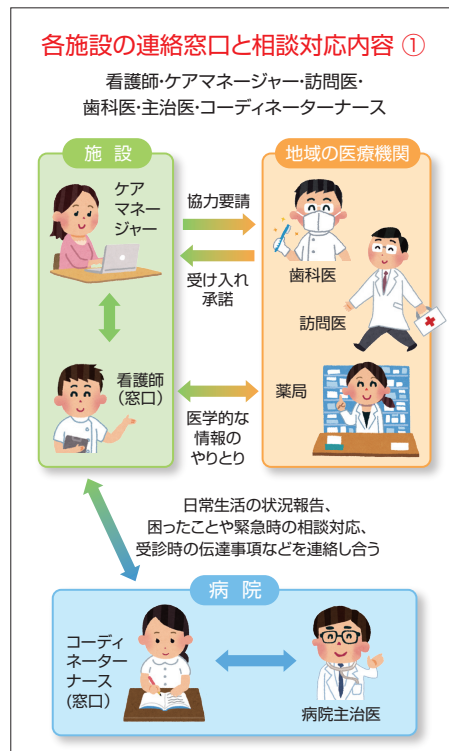 各施設の連絡窓口と相談対応内容 ①
看護師・ケアマネージャー・訪問医・
歯科医・主治医・コーディネーターナース
施 設
ケア
マネー
ジャー
看護師
(窓口)
協力要請
受け入れ
承諾
医学的な
情報の
やりとり
地域の医療機関
歯科医
訪問医
薬局
日常生活の状況報告、
困ったことや緊急時の相談対応、
受診時の伝達事項などを連絡し合う
病 院
コーディ
ネーター
ナース
(窓口)
病院主治医